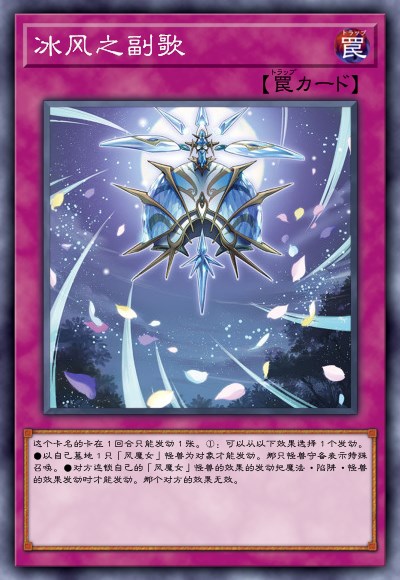 冰风之副歌
トラップ
罠
トラップ
【罠カード】
这个卡名的卡在1回合只能发动1张。①：可以从以下效果选择1个发动。
●以自己墓地1只「风魔女」怪兽为对象才能发动。那只怪兽守备表示特殊
召唤。●对方连锁自己的「风魔女」怪兽的效果的发动把魔法·陷阱·怪兽
的效果发动时才能发动。那个对方的效果无效。